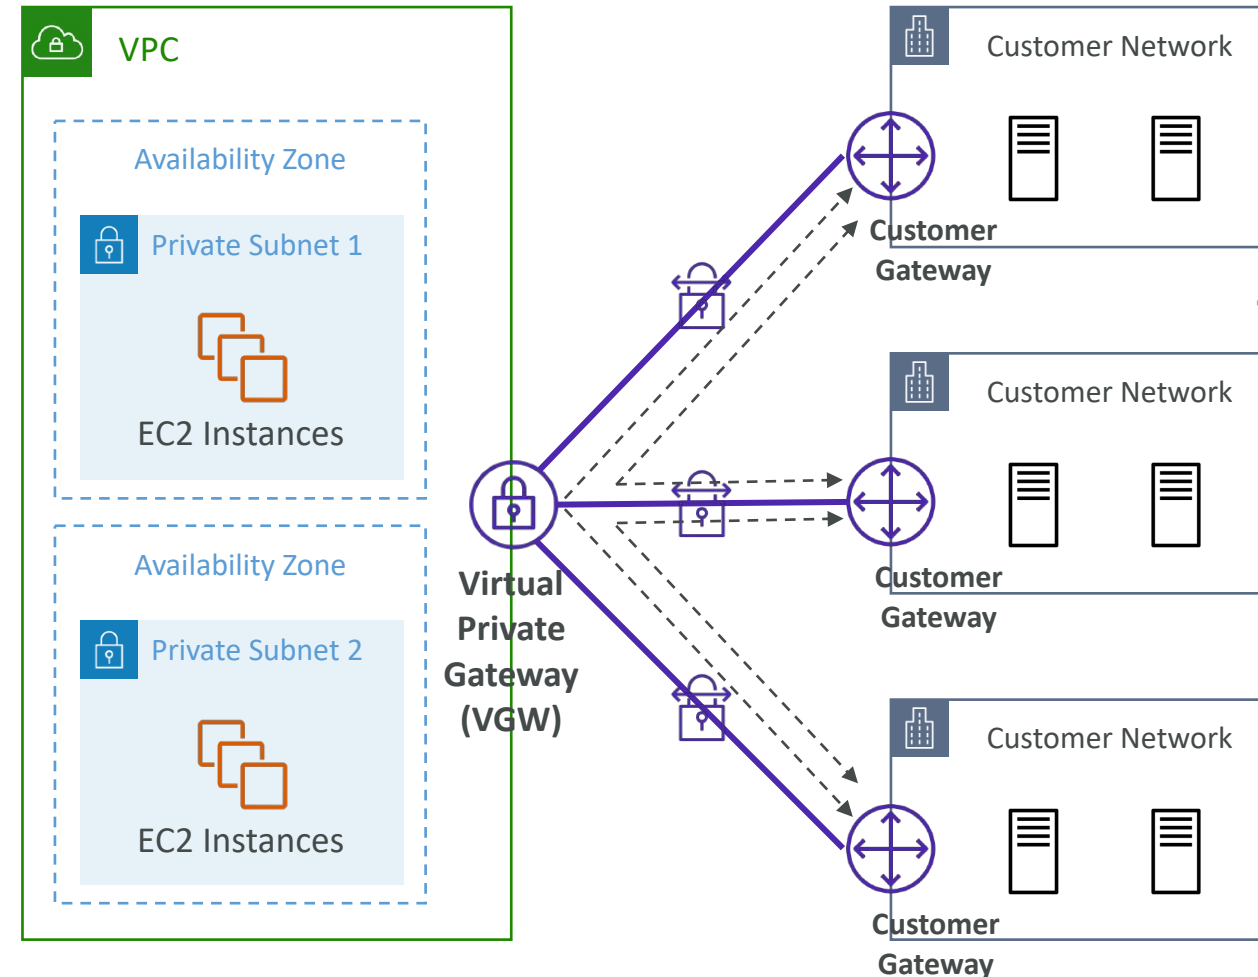 VPC
Availability Zone
Private Subnet 1
EC2 Instances
Availability Zone
Private Subnet 2
EC2 Instances
Virtual
Private
Gateway
(VGW)
Customer Network
Customer
Gateway
Customer Network
Customer
Gateway
Customer Network
Customer
Gateway